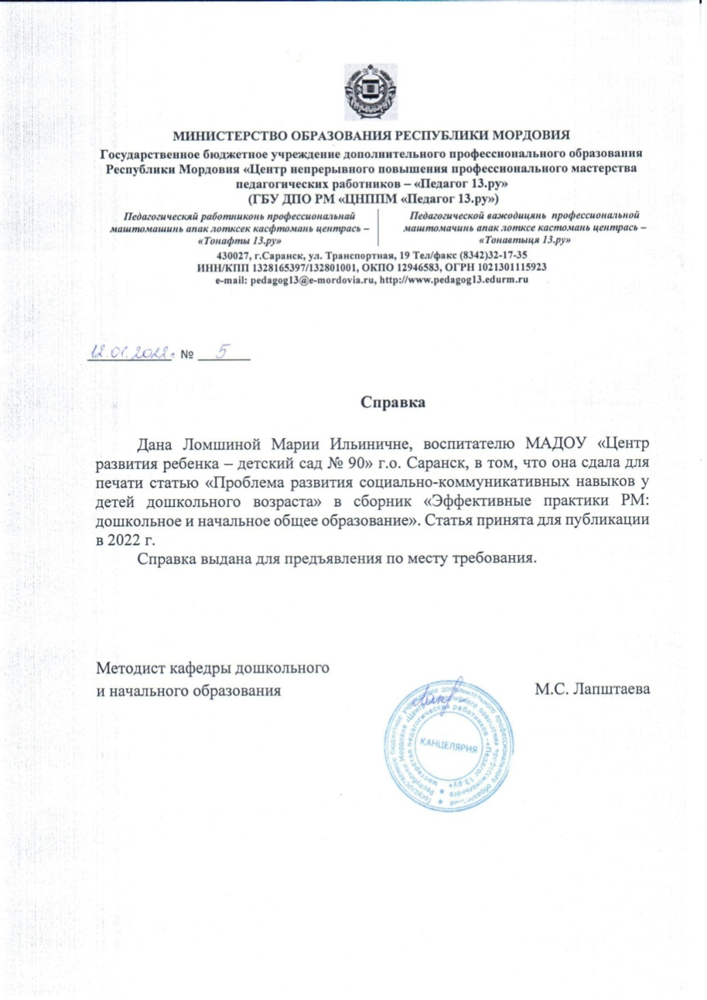 МИНИСТЕРСТВО ОБРАЗОВАНИЯ РЕСПУБЛИКИ МОРДОВИЯ
Государственное бюджетное учреждение дополнительного профессионального образования
Республики Мордовия «Центр непрерывного повышения профессионального мастерства
педагогических работников – «Педагог 13.ру»
(ГБУ ДПО РМ «ЦНППМ «Педагог 13.ру»)
Педагогическяй работниконь профессиональнай
маштомашинь апак лотксек касфтомань центрась –
«Тонафты 13.ру»
Педагогической важодицянь профессиональной
маштомачинь апак лотксе кастомань центрась –
«Тонавтыця 13.ру»
430027, г.Саранск, ул. Транспортная, 19 Тел/факс (8342)32-17-35
ИНН/КПП 1328165397/132801001, ОКПО 12946583, ОГРН 1021301115923
e-mail: pedagog13@e-mordovia.ru, http://www.pedagog13.edurm.ru
12.01.2022г. № 5
Справка
Дана Ломшиной Марии Ильиничне, воспитателю МАДОУ «Центр
развития ребенка – детский сад № 90» г.о. Саранск, в том, что она сдала для
печати статью «Проблема развития социально-коммуникативных навыков у
детей дошкольного возраста» в сборник «Эффективные практики РМ:
дошкольное и начальное общее образование». Статья принята для публикации
в 2022 г.
Справка выдана для предъявления по месту требования.
Методист кафедры дошкольного
и начального образования
М.С. Лапштаева
Государственное бюджетное учреждение дополнительного профессионального образования
Республики Мордовия «Центр непрерывного повышения профессионального
мастерства педагогических работников - «Педагог 13.ру»
КАНЦЕЛЯРИЯ